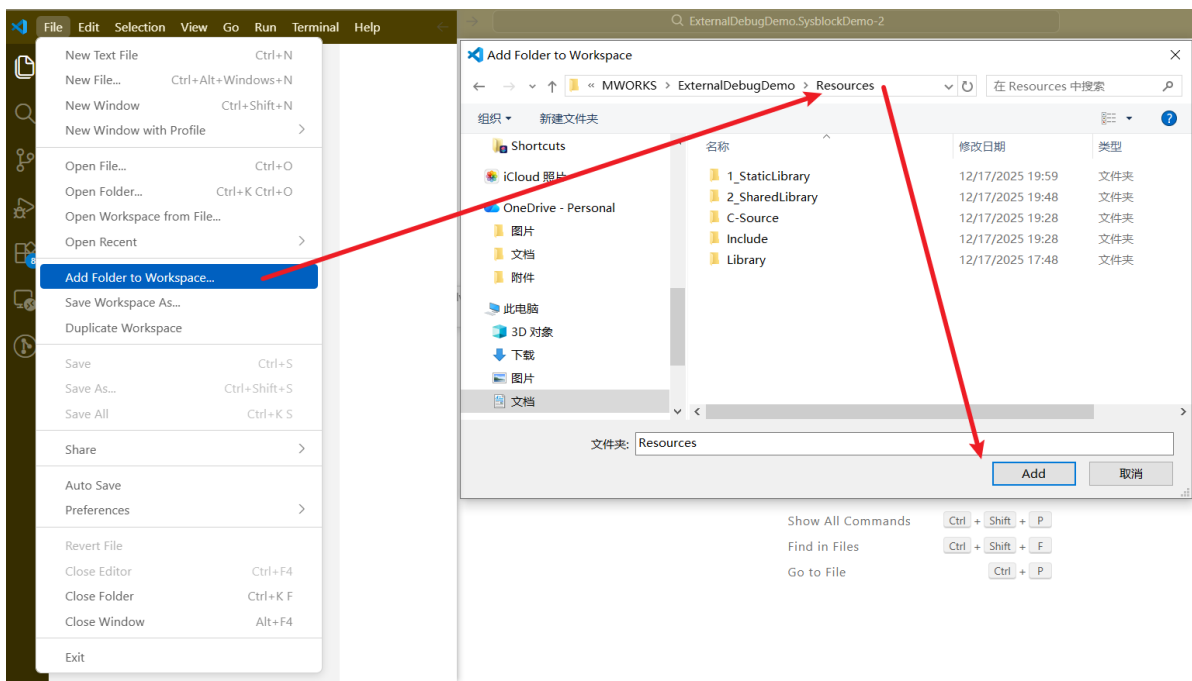 File Edit Selection View Go Run Terminal Help
ExternalDebugDemo.SysblockDemo-2
New Text File Ctrl+N
New File... Ctrl+Alt+Windows+N
New Window Ctrl+Shift+N
New Window with Profile
Open File... Ctrl+O
Open Folder... Ctrl+K Ctrl+O
Open Workspace from File...
Open Recent
Add Folder to Workspace...
Save Workspace As...
Duplicate Workspace
Save Ctrl+S
Save As... Ctrl+Shift+S
Save All Ctrl+K S
Share
Auto Save
Preferences
Revert File
Close Editor Ctrl+F4
Close Folder Ctrl+K F
Close Window Alt+F4
Exit
8
Add Folder to Workspace
« MWORKS > ExternalDebugDemo > Resources
在 Resources 中搜索
组织 新建文件夹
Shortcuts
iCloud 照片
OneDrive - Personal
图片
文档
附件
此电脑
3D 对象
下载
图片
文档
名称 修改日期 类型
1_StaticLibrary 12/17/2025 19:59 文件夹
2_SharedLibrary 12/17/2025 19:48 文件夹
C-Source 12/17/2025 19:28 文件夹
Include 12/17/2025 19:28 文件夹
Library 12/17/2025 17:48 文件夹
文件夹: Resources
Add 取消
Show All Commands Ctrl + Shift + P
Find in Files Ctrl + Shift + F
Go to File Ctrl + P